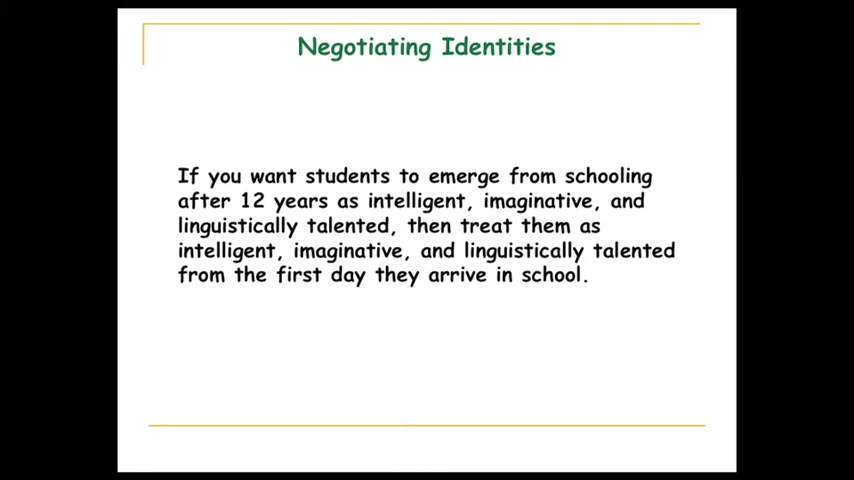 Negotiating Identities
If you want students to emerge from schooling
after 12 years as intelligent, imaginative, and
linguistically talented, then treat them as
intelligent, imaginative, and linguistically talented
from the first day they arrive in school.